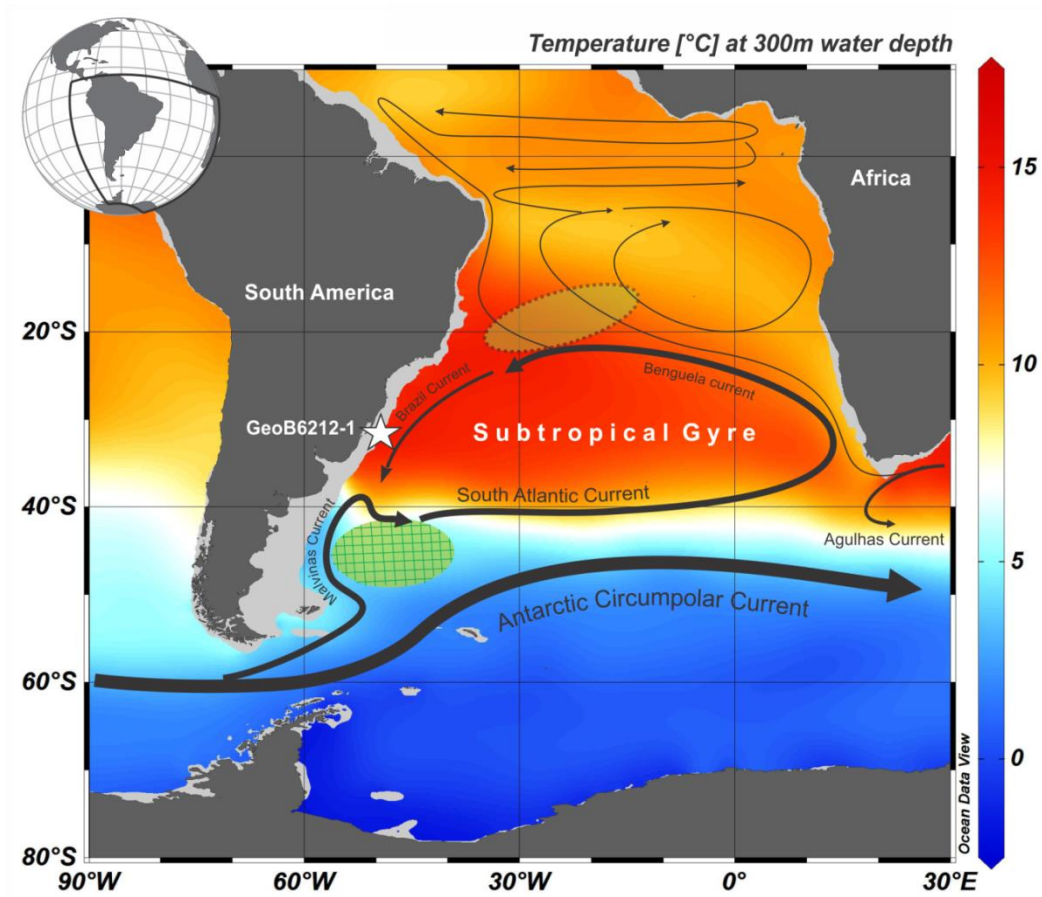 Temperature [°C] at 300m water depth
Africa
South America
15
10
5
0
20°S
40°S
60°S
80°S
Brazil Current
Benguela current
GeoB6212-1
Subtropical Gyre
South Atlantic Current
Malvinas Current
Agulhas Current
Antarctic Circumpolar Current
Ocean Data View
90°W
60°W
30°W
0°
30°E